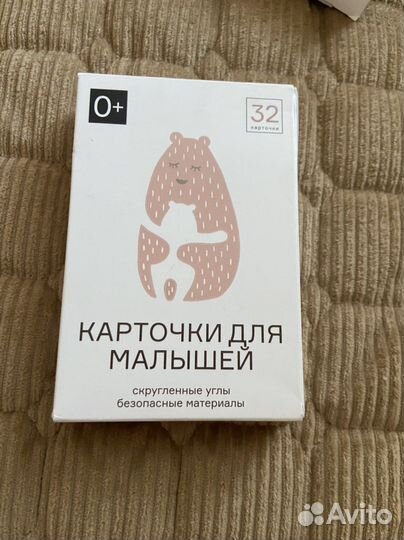 0+
32
карточки
КАРТОЧКИ ДЛЯ
МАЛЫШЕЙ
скругленные углы
безопасные материалы
Avito